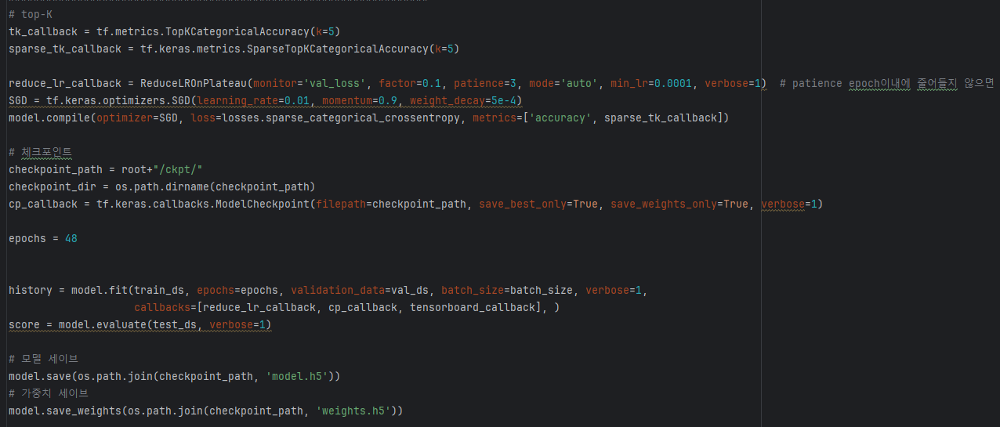 # top-K
tk_callback = tf.metrics.TopKCategoricalAccuracy(k=5)
sparse_tk_callback = tf.keras.metrics.SparseTopKCategoricalAccuracy(k=5)
reduce_lr_callback = ReduceLROnPlateau(monitor='val_loss', factor=0.1, patience=3, mode='auto', min_lr=0.0001, verbose=1)  # patience epoch이내에 줄어들지 않으면
SGD = tf.keras.optimizers.SGD(learning_rate=0.01, momentum=0.9, weight_decay=5e-4)
model.compile(optimizer=SGD, loss=losses.sparse_categorical_crossentropy, metrics=['accuracy', sparse_tk_callback])
# 체크포인트
checkpoint_path = root+"/ckpt/"
checkpoint_dir = os.path.dirname(checkpoint_path)
cp_callback = tf.keras.callbacks.ModelCheckpoint(filepath=checkpoint_path, save_best_only=True, save_weights_only=True, verbose=1)
epochs = 48
history = model.fit(train_ds, epochs=epochs, validation_data=val_ds, batch_size=batch_size, verbose=1,
callbacks=[reduce_lr_callback, cp_callback, tensorboard_callback], )
score = model.evaluate(test_ds, verbose=1)
# 모델 세이브
model.save(os.path.join(checkpoint_path, 'model.h5'))
# 가중치 세이브
model.save_weights(os.path.join(checkpoint_path, 'weights.h5'))